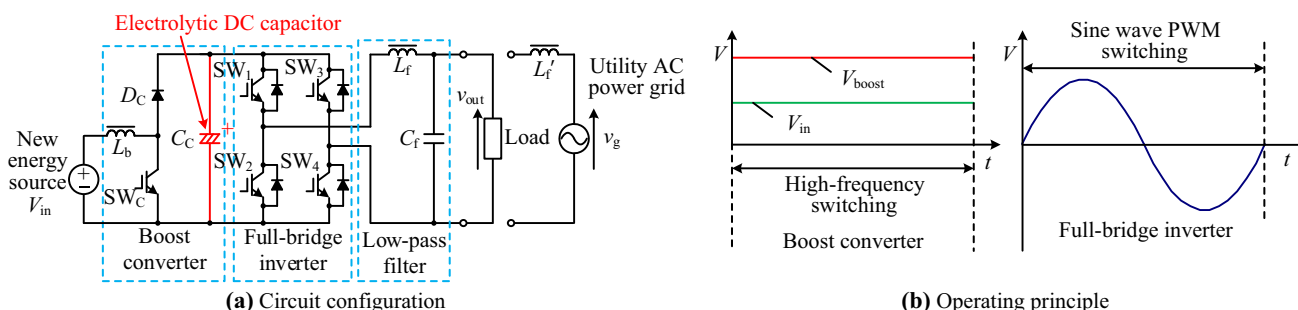 Electrolytic DC capacitor
SW1
SW3
Lf
Lf′
Utility AC
power grid
DC
vout
New
energy
source
Vin
Lb
CC
+
Cf
Load
vg
SW2
SW4
SWC
Boost
converter
Full-bridge
inverter
Low-pass
filter
(a) Circuit configuration
V
Vboost
Vin
t
High-frequency
switching
Boost converter
Sine wave PWM
switching
V
t
Full-bridge inverter
(b) Operating principle